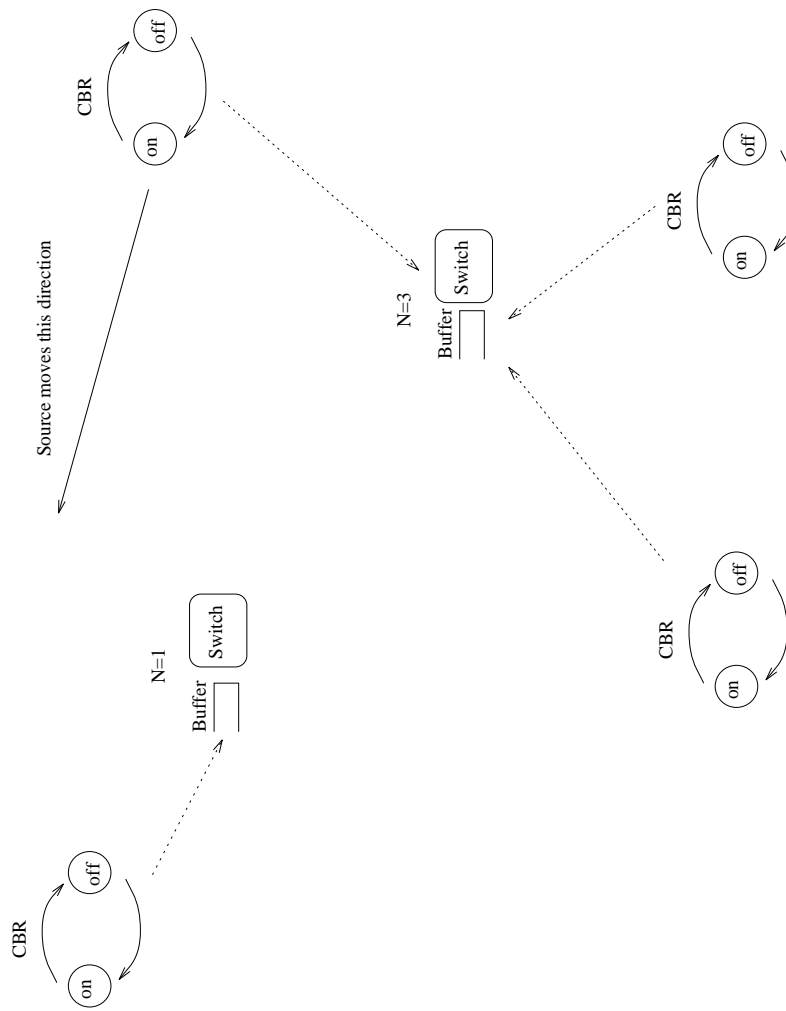 CBR
Source moves this direction
CBR
on
off
on
off
N=1
Buffer
Switch
N=3
Buffer
Switch
CBR
CBR
on
off
on
off